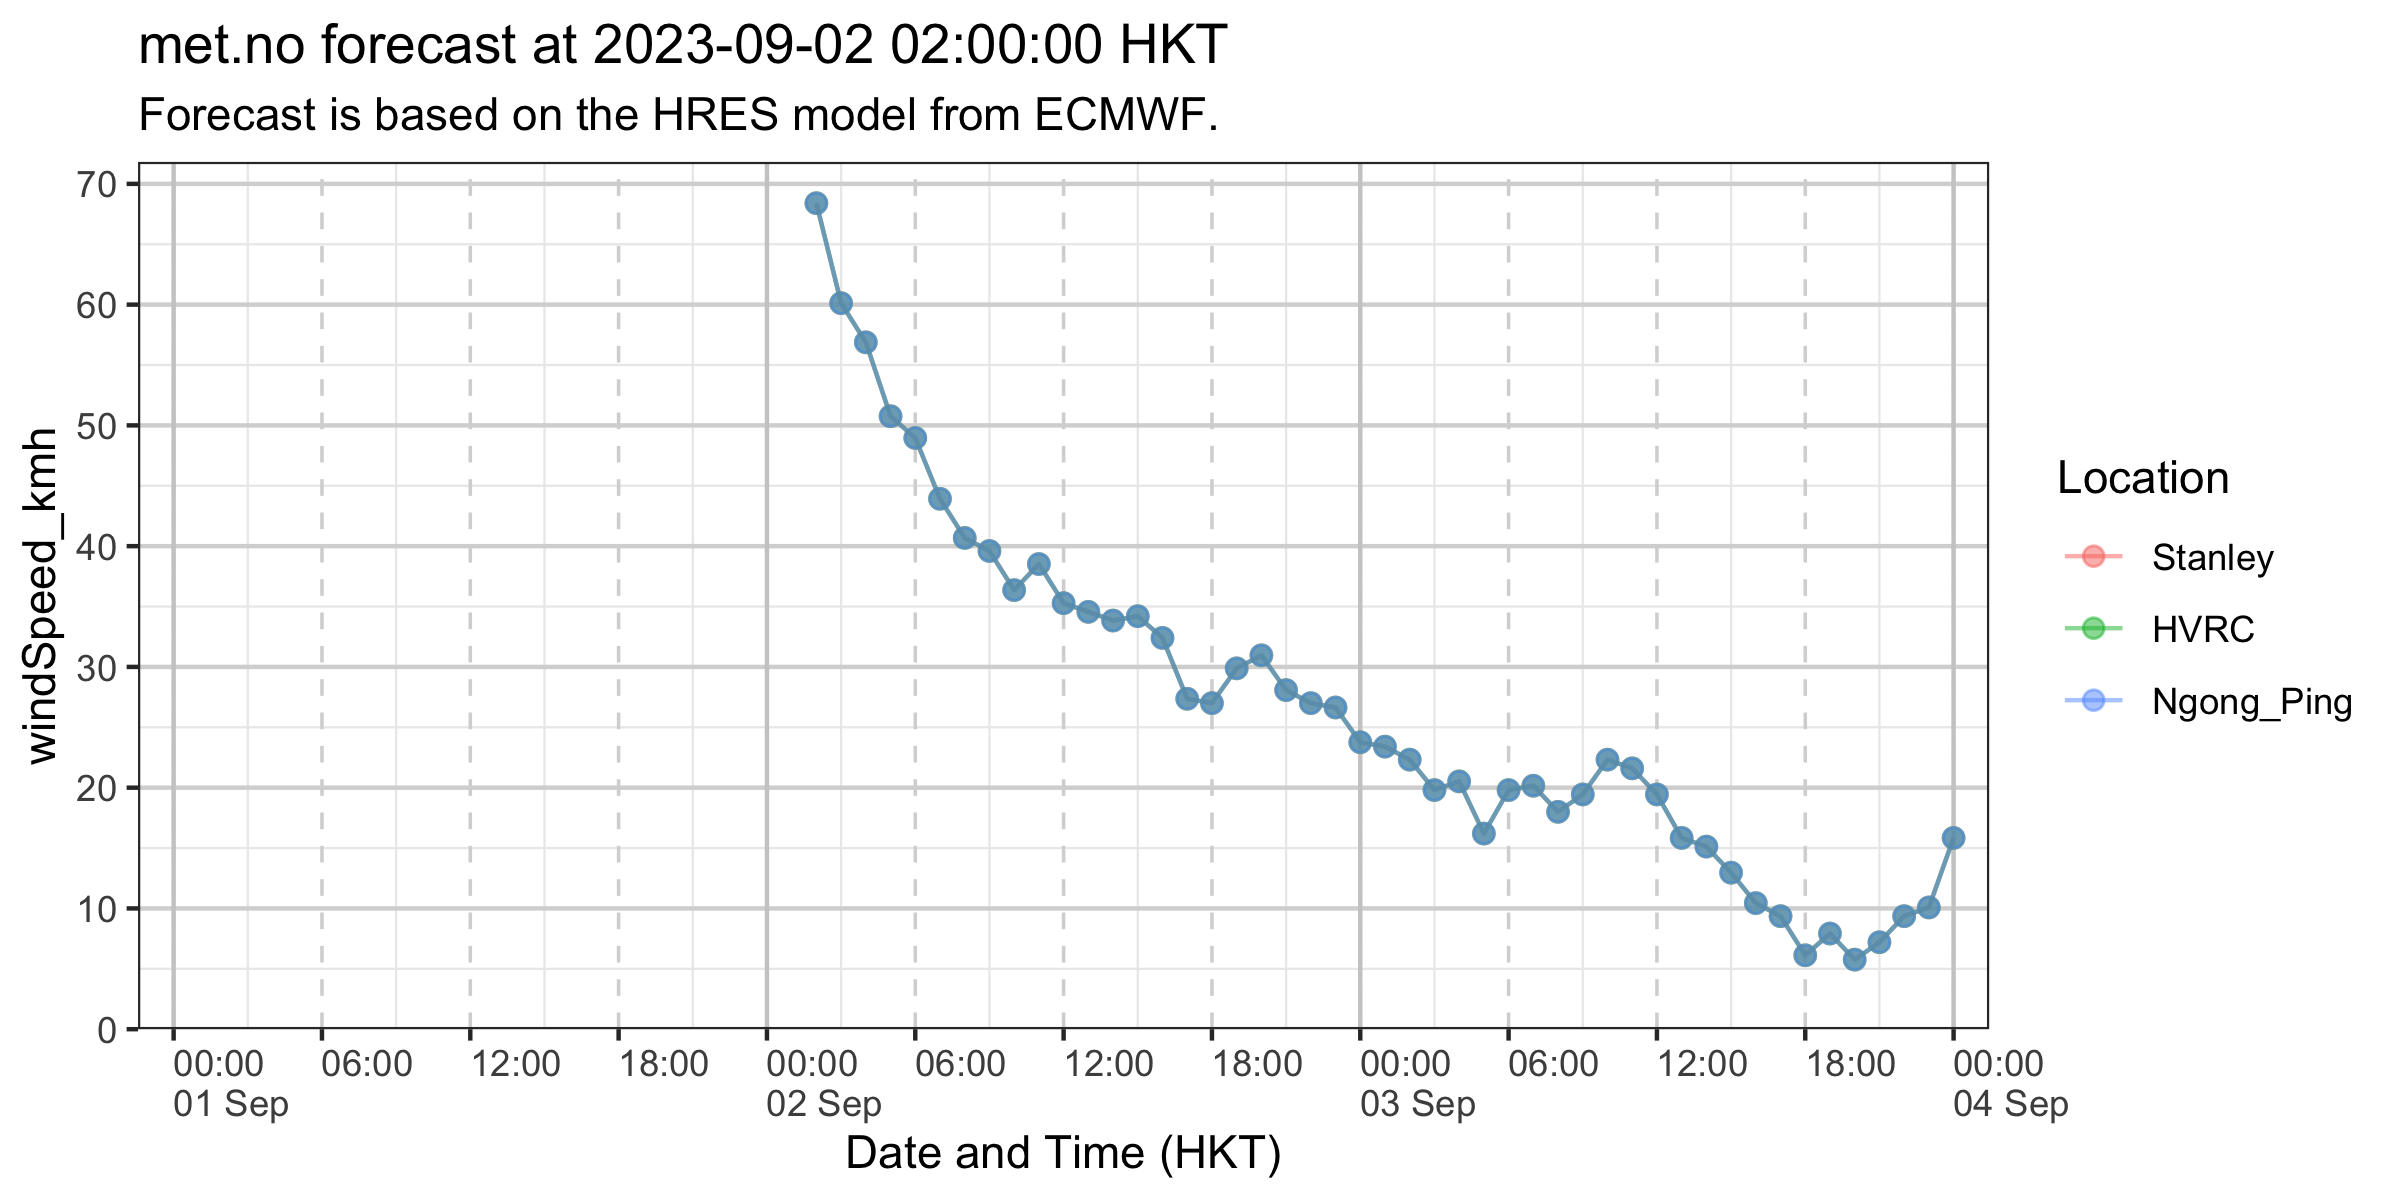 met.no forecast at 2023-09-02 02:00:00 HKT
Forecast is based on the HRES model from ECMWF.
70
60
50
40
30
20
10
0
windSpeed_kmh
00:00 06:00 12:00 18:00 00:00 06:00 12:00 18:00 00:00 06:00 12:00 18:00 00:00
01 Sep 02 Sep 03 Sep 04 Sep
Date and Time (HKT)
Location
Stanley
HVRC
Ngong_Ping